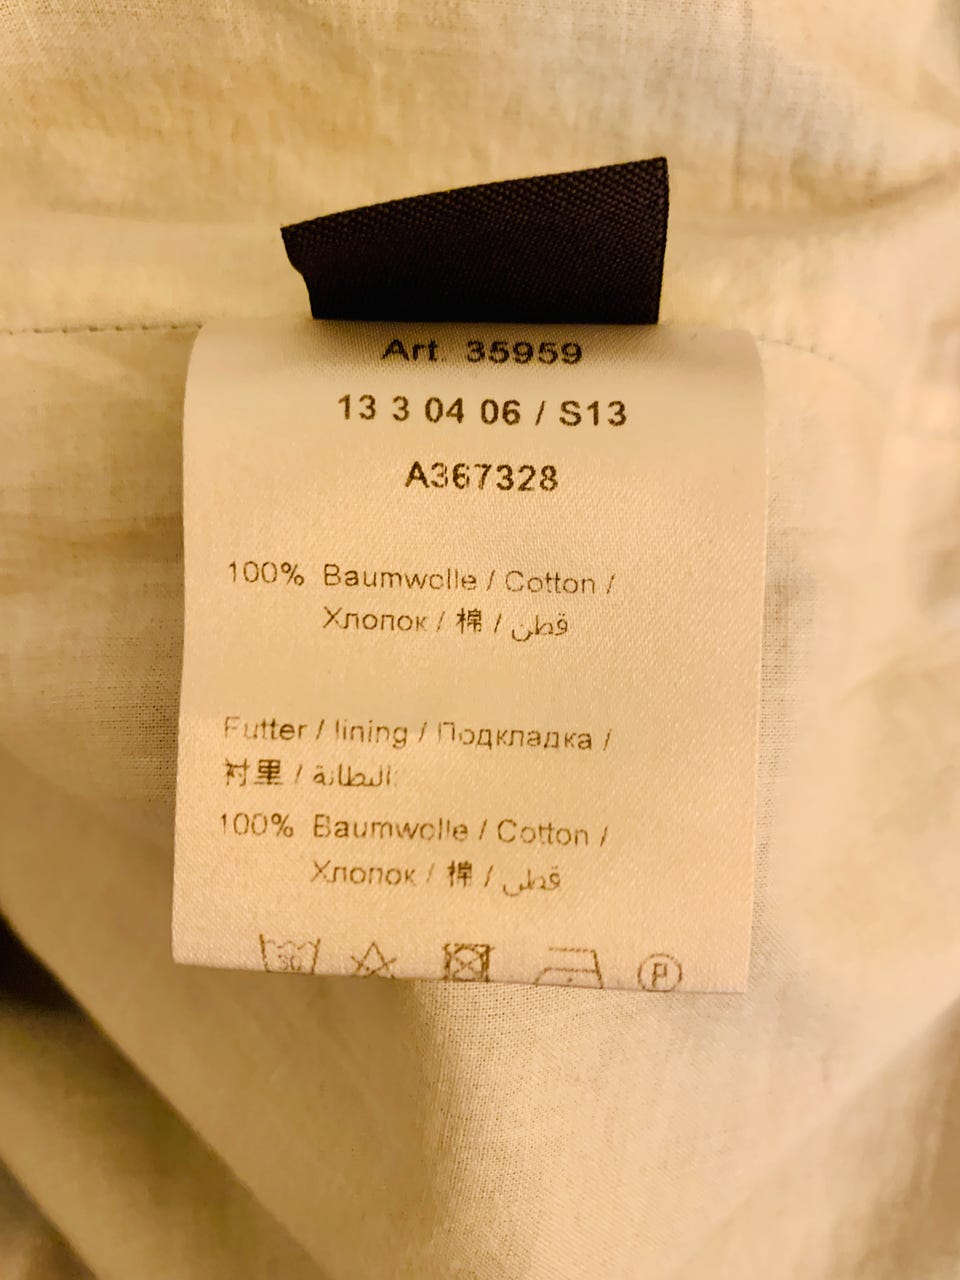 Art. 35959
13 3 04 06 / S13
A367328
100% Baumwolle / Cotton /
Хлопок / 棉 / قطن
Futter / lining / Подкладка /
衬里 / البطانة:
100% Baumwolle / Cotton /
Хлопок / 棉 / قطن
30
P